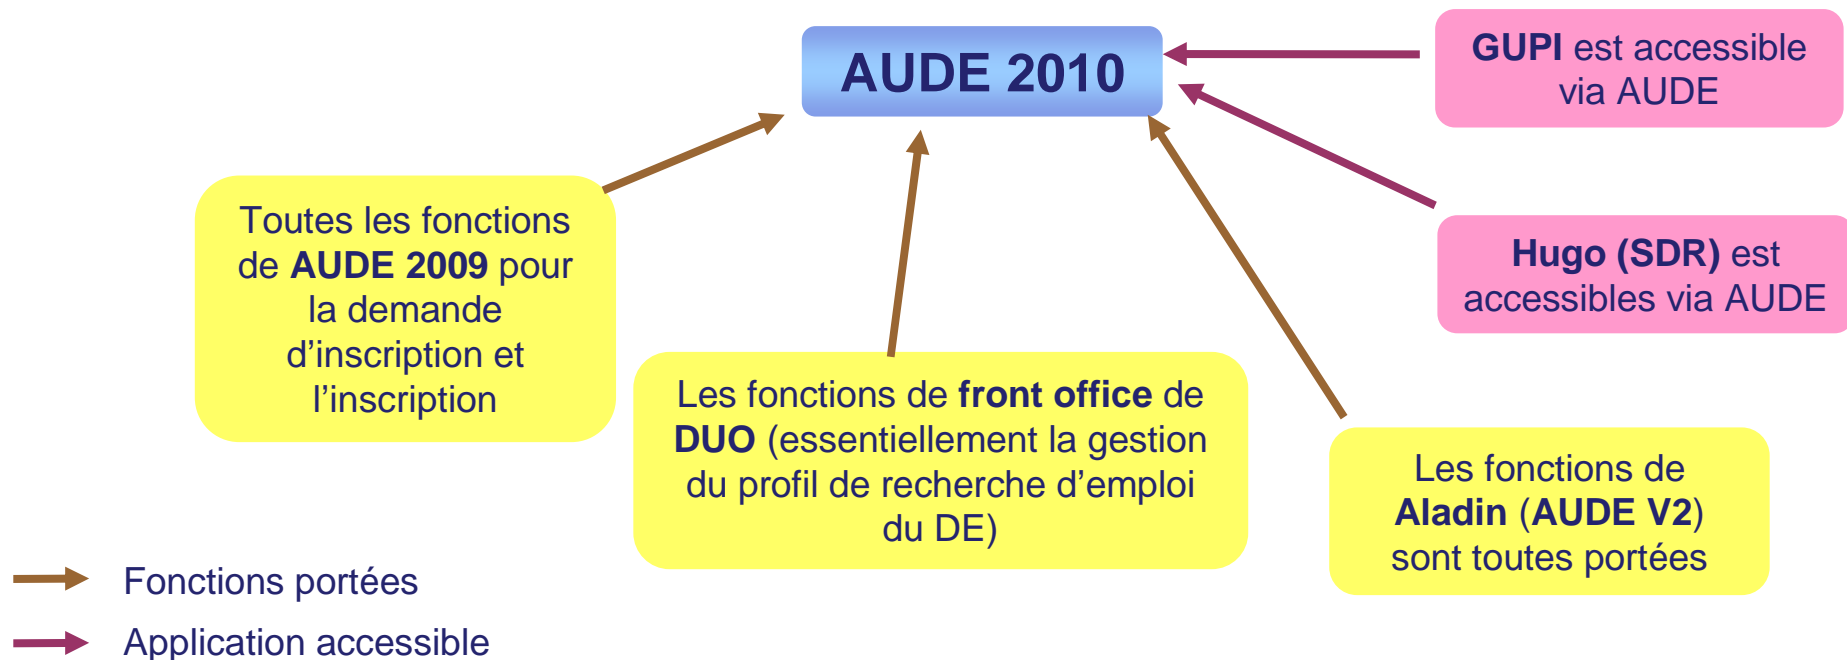 AUDE 2010
GUPI est accessible
via AUDE
Toutes les fonctions
de AUDE 2009 pour
la demande
d’inscription et
l’inscription
Hugo (SDR) est
accessibles via AUDE
Les fonctions de front office de
DUO (essentiellement la gestion
du profil de recherche d’emploi
du DE)
Les fonctions de
Aladin (AUDE V2)
sont toutes portées
Fonctions portées
Application accessible